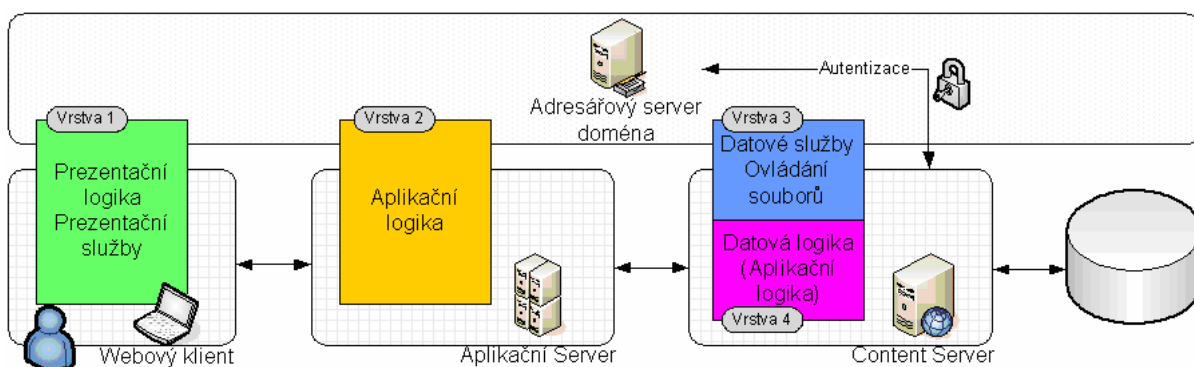 Adresářový server
doména
Autentizace
Vrstva 1
Prezentační
logika
Prezentační
služby
Webový klient
Vrstva 2
Aplikační
logika
Aplikační Server
Vrstva 3
Datové služby
Ovládání
souborů
Datová logika
(Aplikační
logika)
Vrstva 4
Content Server